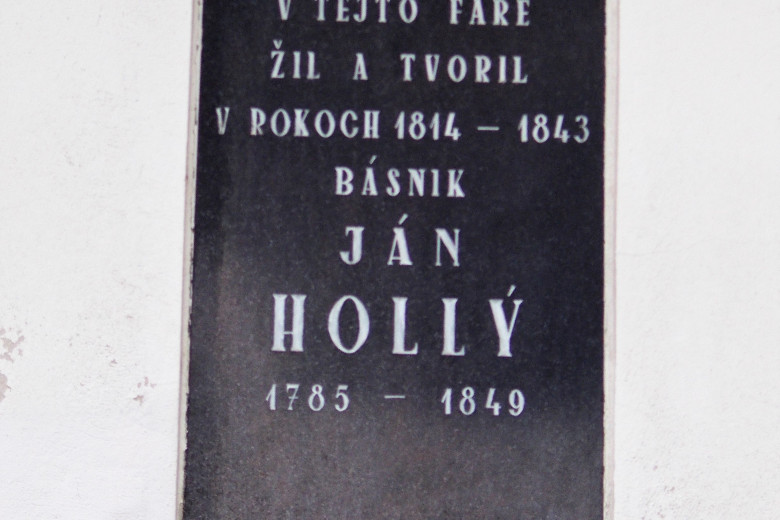 V TEJTO FARE
ŽIL A TVORIL
V ROKOCH 1814 – 1843
BÁSNIK
JÁN
HOLLÝ
1785 – 1849